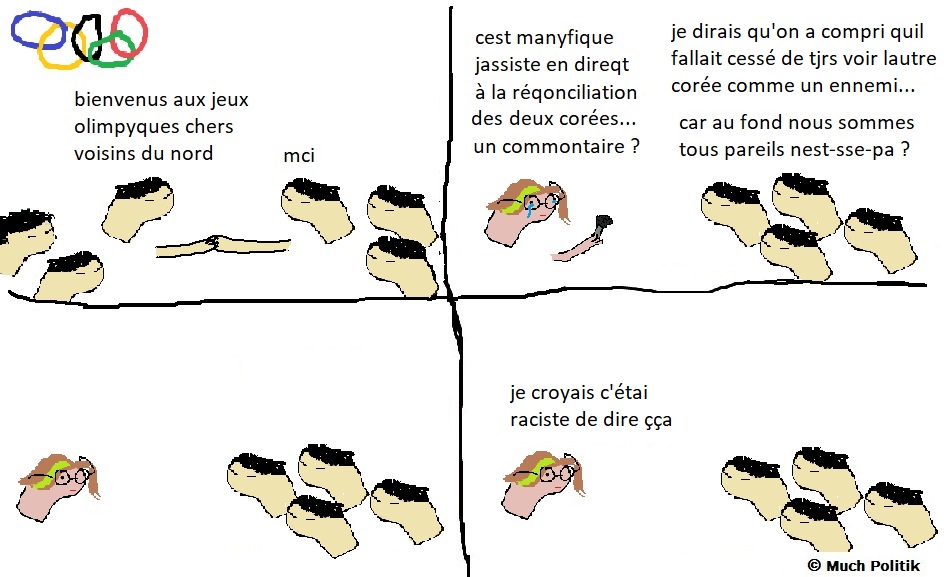 bienvenus aux jeux
olimpyques chers
voisins du nord
mci
cest manyfique
jassiste en direqt
à la réqonciliation
des deux corées...
un commontaire ?
je dirais qu'on a compri quil
fallait cessé de tjrs voir lautre
corée comme un ennemi...
car au fond nous sommes
tous pareils nest-sse-pa ?
je croyais c'étai
raciste de dire çça
© Much Politik